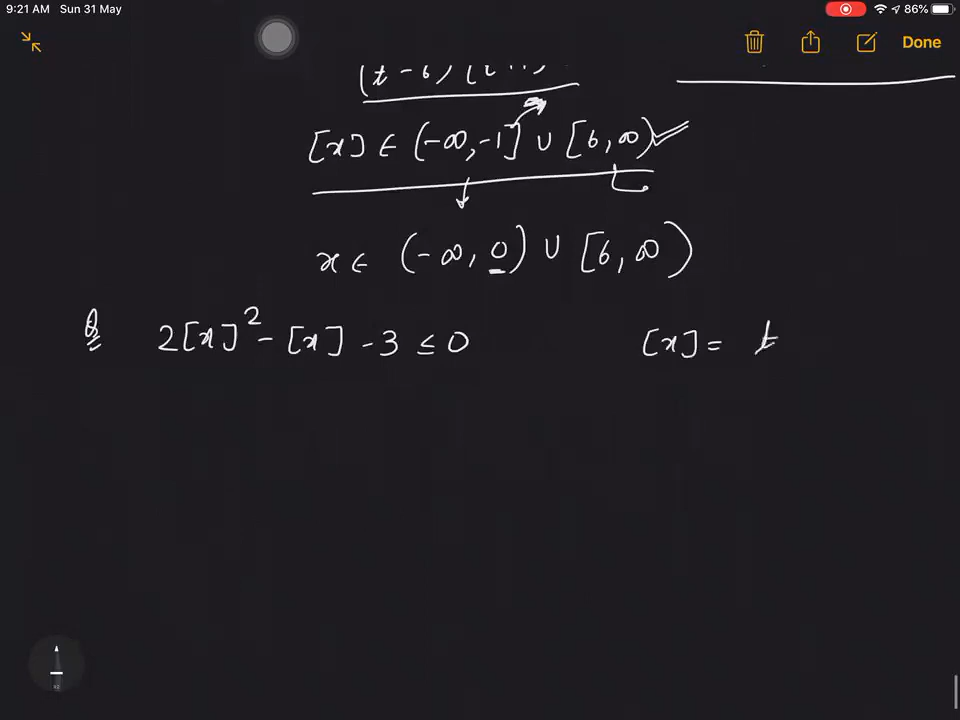 9:21 AM Sun 31 May
86%
Done
[x] ∈ (-∞, -1] ∪ [6, ∞)
x ∈ (-∞, 0) ∪ [6, ∞)
Q 2[x]² - [x] - 3 ≤ 0 [x] = t